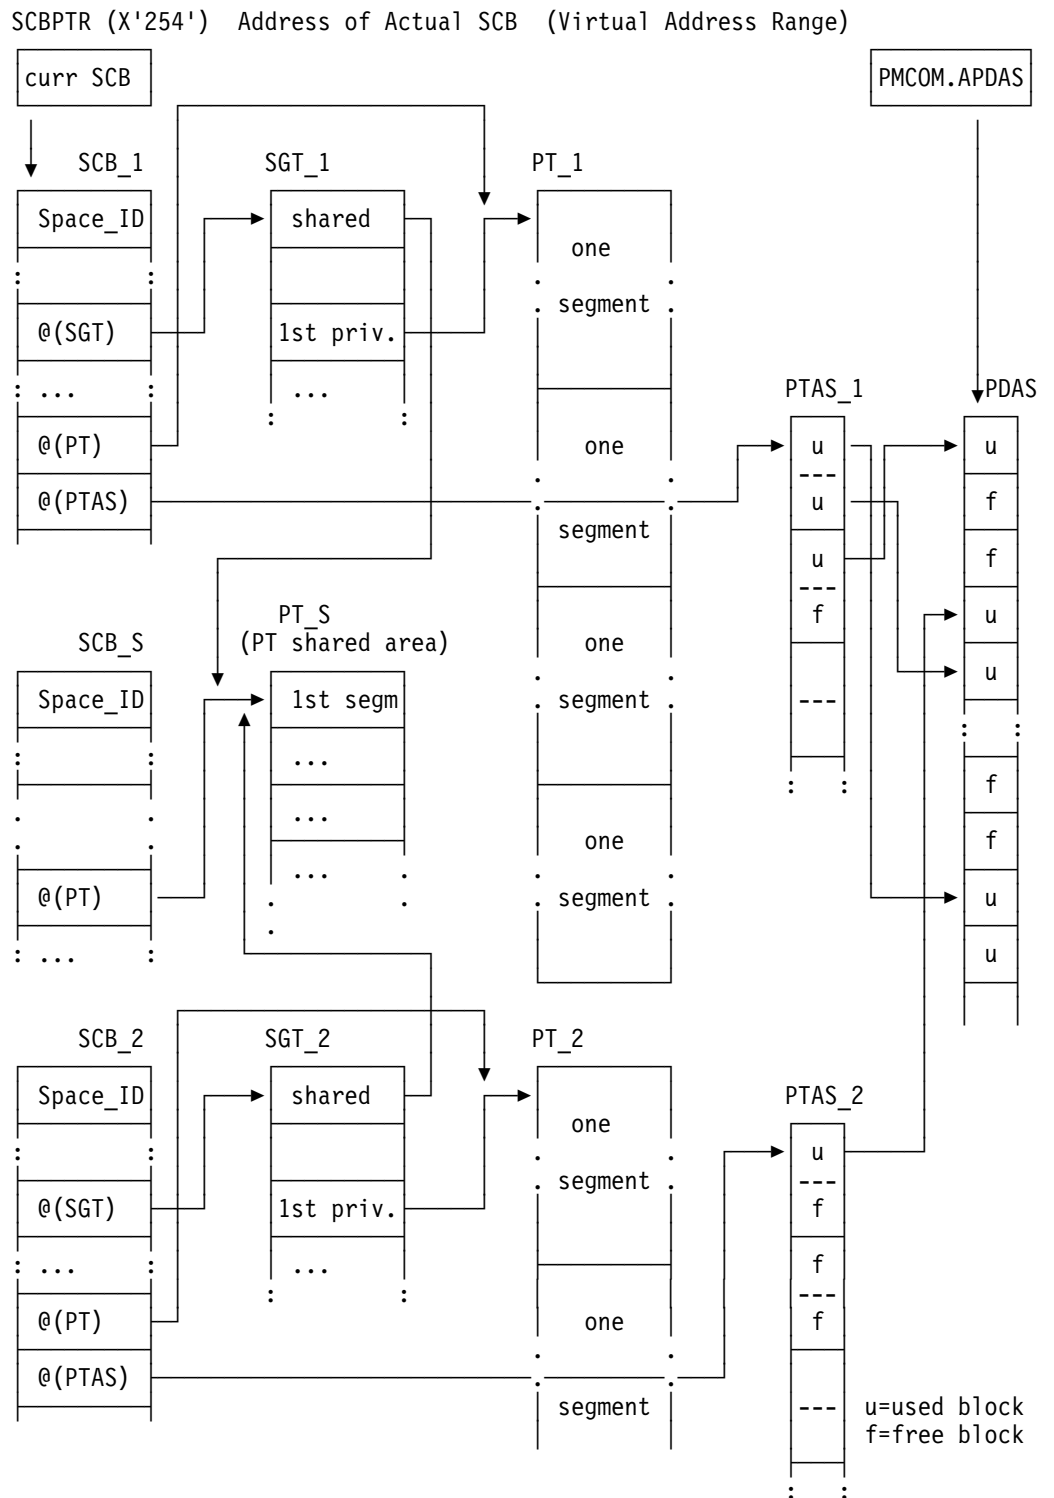 SCBPTR (X'254') Address of Actual SCB (Virtual Address Range)
curr SCB PMCOM.APDAS
SCB_1 SGT_1 PT_1
Space_ID shared
one
: :
. .
@(SGT) 1st priv. . segment .
: ... : ... PTAS_1 PDAS
: :
@(PT) one u u
. . ---
@(PTAS) . . u f
segment
u f
---
PT_S f u
SCB_S (PT shared area) one
Space_ID 1st segm . . u
. segment . ---
: : ... : :
: : f
. . ...
. . one f
...
@(PT) . . . segment . u
: ... : . u
SCB_2 SGT_2 PT_2
Space_ID shared PTAS_2
one
: : . . u
---
@(SGT) 1st priv. . segment . f
: ... : ... f
: : ---
@(PT) one f
. .
@(PTAS) . .
segment --- u=used block
f=free block
: :